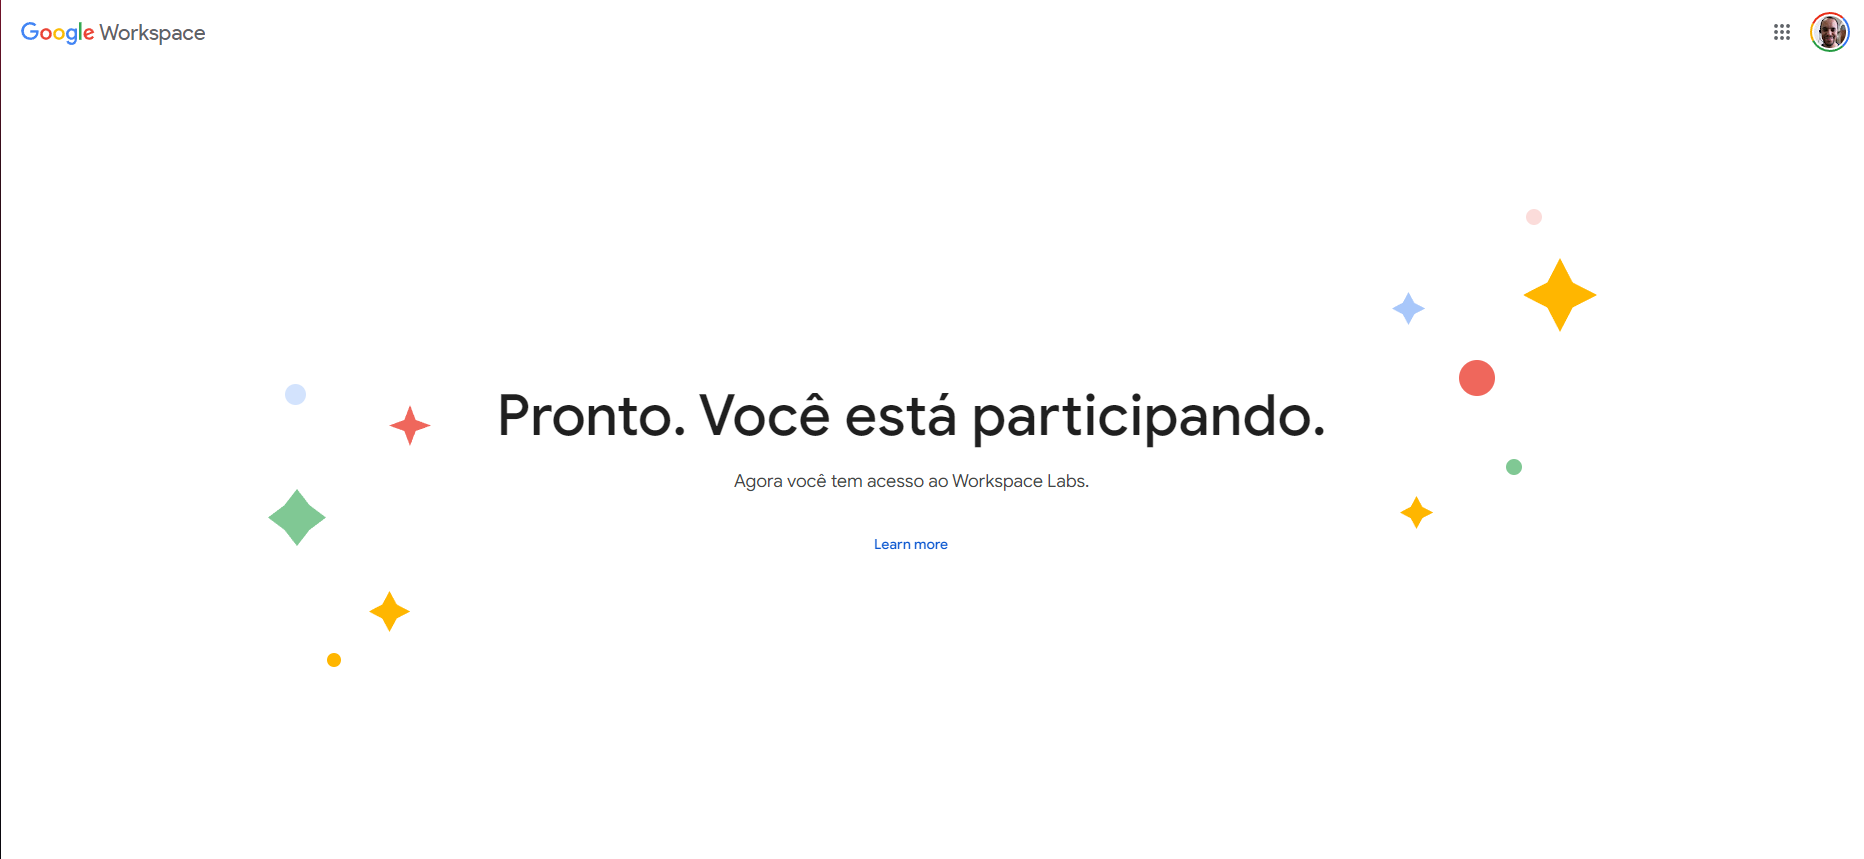 Google Workspace
Pronto. Você está participando.
Agora você tem acesso ao Workspace Labs.
Learn more